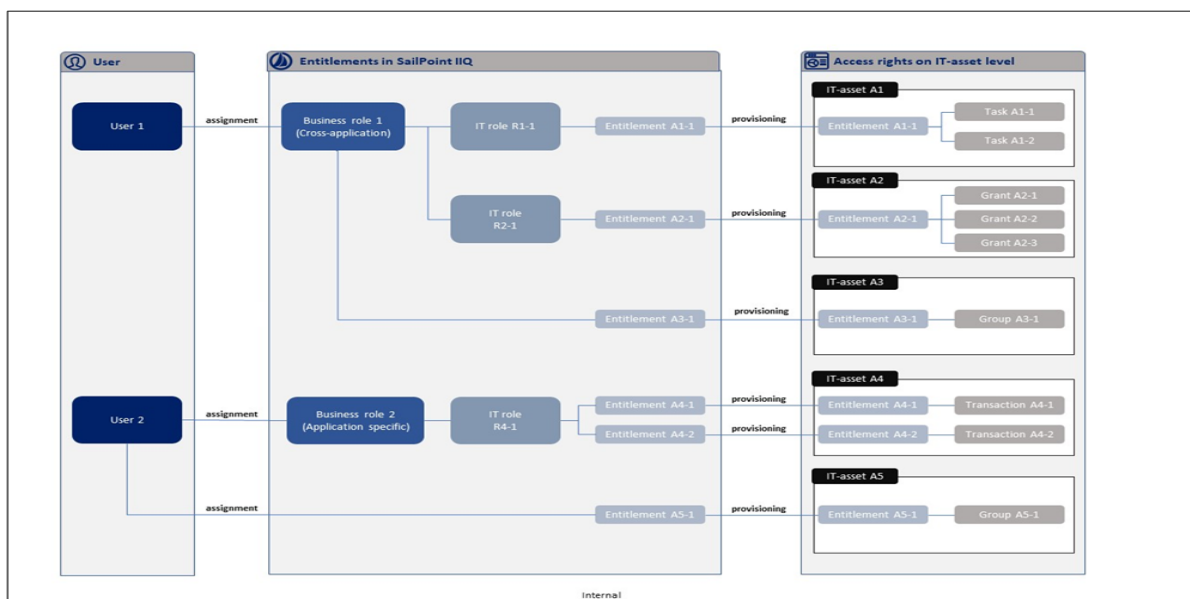 User
Entitlements in SailPoint IIQ
Access rights on IT-asset level
IT-asset A1
User 1
assignment
Business role 1
(Cross-application)
IT role R1-1
Entitlement A1-1
provisioning
Entitlement A1-1
Task A1-1
Task A1-2
IT-asset A2
IT role
R2-1
Entitlement A2-1
provisioning
Entitlement A2-1
Grant A2-1
Grant A2-2
Grant A2-3
IT-asset A3
Entitlement A3-1
provisioning
Entitlement A3-1
Group A3-1
IT-asset A4
User 2
assignment
Business role 2
(Application specific)
IT role
R4-1
Entitlement A4-1
provisioning
Entitlement A4-1
Transaction A4-1
Entitlement A4-2
provisioning
Entitlement A4-2
Transaction A4-2
IT-asset A5
assignment
Entitlement A5-1
provisioning
Entitlement A5-1
Group A5-1
Internal